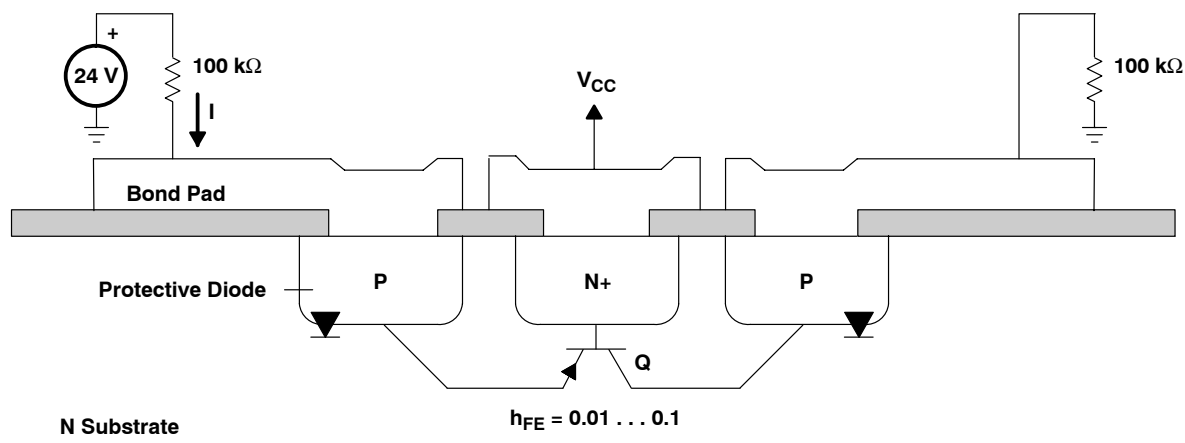 +
24 V
100 kΩ
I
V_CC
100 kΩ
Bond Pad
Protective Diode
P
N+
P
Q
h_FE = 0.01 . . . 0.1
N Substrate